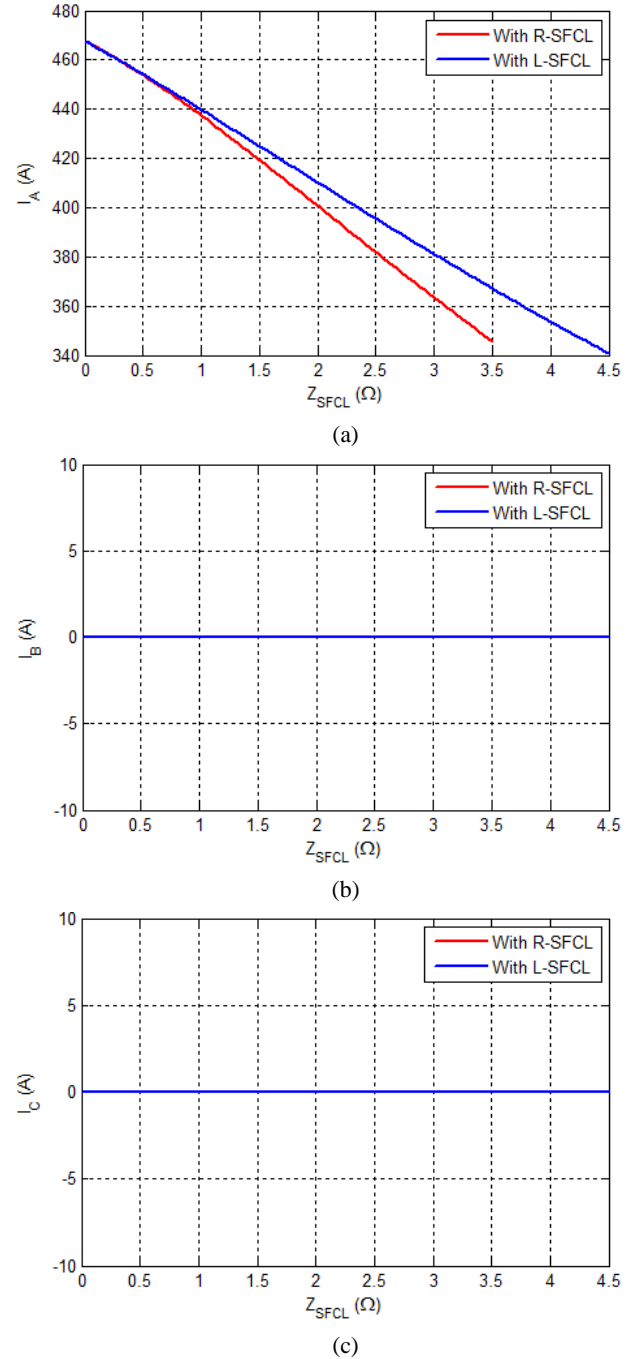 480
460
440
420
400
380
360
340
I_A (A)
With R-SFCL
With L-SFCL
0 0.5 1 1.5 2 2.5 3 3.5 4 4.5
Z_SFCL (Ω)
(a)
10
5
0
-5
-10
I_B (A)
With R-SFCL
With L-SFCL
0 0.5 1 1.5 2 2.5 3 3.5 4 4.5
Z_SFCL (Ω)
(b)
10
5
0
-5
-10
I_C (A)
With R-SFCL
With L-SFCL
0 0.5 1 1.5 2 2.5 3 3.5 4 4.5
Z_SFCL (Ω)
(c)